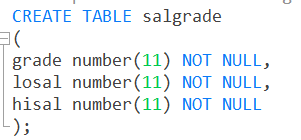 CREATE TABLE salgrade
(
grade number(11) NOT NULL,
losal number(11) NOT NULL,
hisal number(11) NOT NULL
);